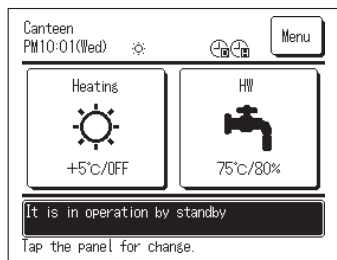 Canteen
PM10:01(Wed)
Menu
Heating
+5°C/OFF
HW
75°C/80%
It is in operation by standby
Tap the panel for change.